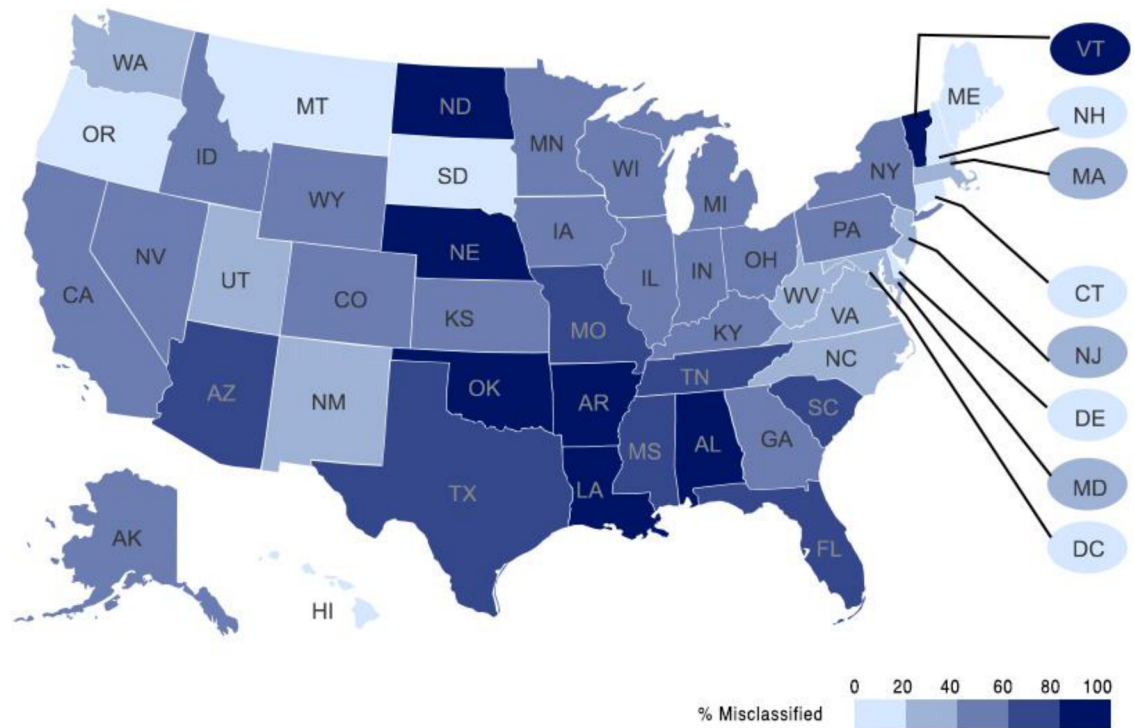 VT
WA
ME
MT
ND
NH
OR
MN
ID
SD
WI
NY
MA
WY
MI
IA
PA
NE
NV
OH
IL
IN
UT
CA
CO
WV
CT
KS
VA
MO
KY
NJ
NC
TN
OK
AZ
NM
AR
SC
DE
MS
AL
GA
LA
TX
MD
AK
FL
DC
HI
0 20 40 60 80 100
% Misclassified